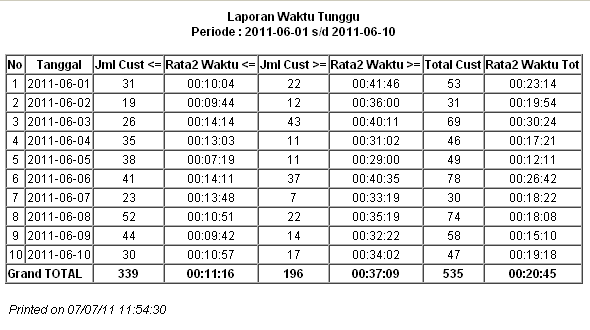 Laporan Waktu Tunggu
Periode : 2011-06-01 s/d 2011-06-10
No Tanggal Jml Cust <= Rata2 Waktu <= Jml Cust >= Rata2 Waktu >= Total Cust Rata2 Waktu Tot
1 2011-06-01 31 00:10:04 22 00:41:46 53 00:23:14
2 2011-06-02 19 00:09:44 12 00:36:00 31 00:19:54
3 2011-06-03 26 00:14:14 43 00:40:11 69 00:30:24
4 2011-06-04 35 00:13:03 11 00:31:02 46 00:17:21
5 2011-06-05 38 00:07:19 11 00:29:00 49 00:12:11
6 2011-06-06 41 00:14:11 37 00:40:35 78 00:26:42
7 2011-06-07 23 00:13:48 7 00:33:19 30 00:18:22
8 2011-06-08 52 00:10:51 22 00:35:19 74 00:18:08
9 2011-06-09 44 00:09:42 14 00:32:22 58 00:15:10
10 2011-06-10 30 00:10:57 17 00:34:02 47 00:19:18
Grand TOTAL 339 00:11:16 196 00:37:09 535 00:20:45
Printed on 07/07/11 11:54:30